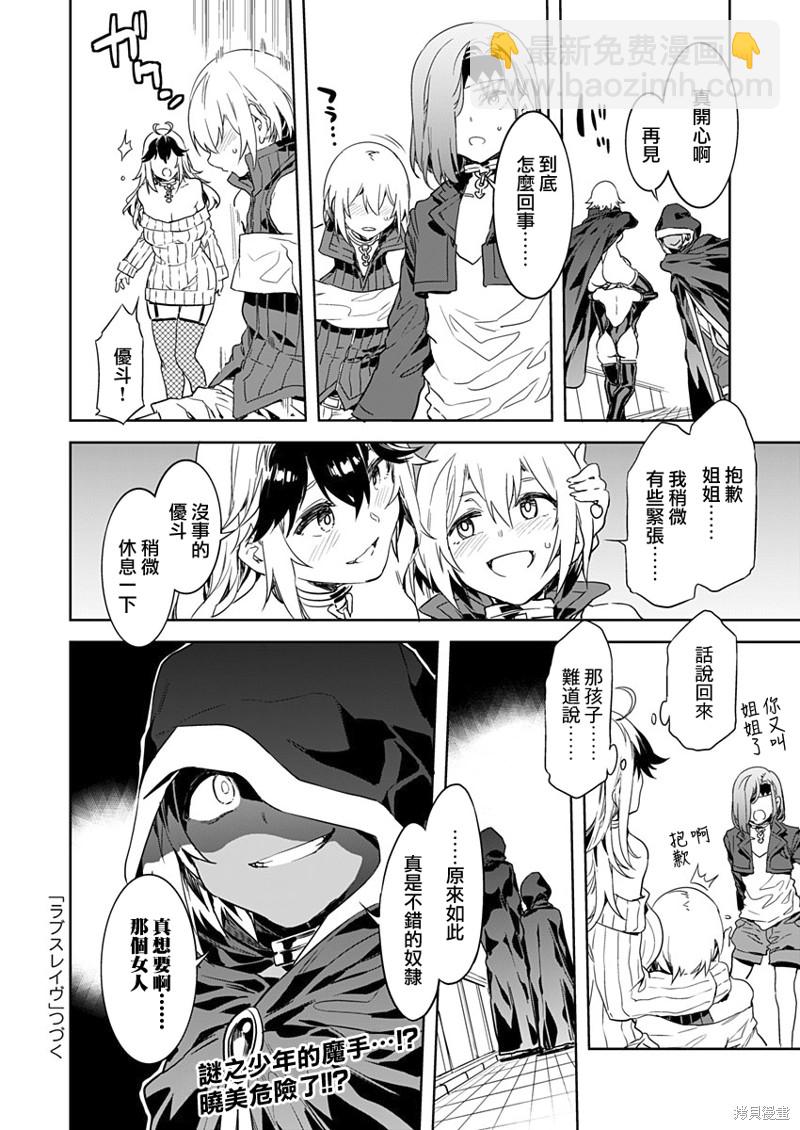 最新免费漫画
www.baozimh.com
真開心啊
再見
到底
怎麼回事……
ガクッ
優斗！
抱歉
姐姐……
我稍微
有些緊張……
沒事的
優斗
稍微
休息一下
話說回來
那孩子……
難道說……
你又叫
姐姐了
啊
抱歉
……原來如此
真是不錯的奴隸
真想要啊……
那個女人
謎之少年的魔手…!?
曉美危險了!!?
「ラブスレイヴ」つづく
拷貝漫畫